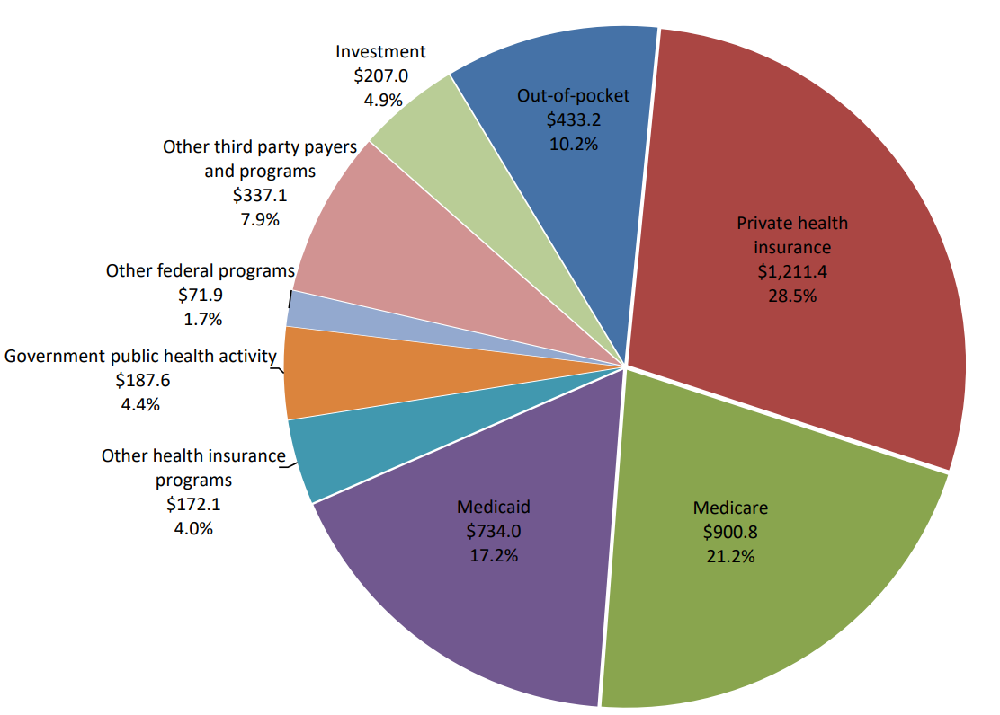 Investment
$207.0
4.9%
Out-of-pocket
$433.2
10.2%
Other third party payers
and programs
$337.1
7.9%
Private health
insurance
$1,211.4
28.5%
Other federal programs
$71.9
1.7%
Government public health activity
$187.6
4.4%
Other health insurance
programs
$172.1
4.0%
Medicaid
$734.0
17.2%
Medicare
$900.8
21.2%